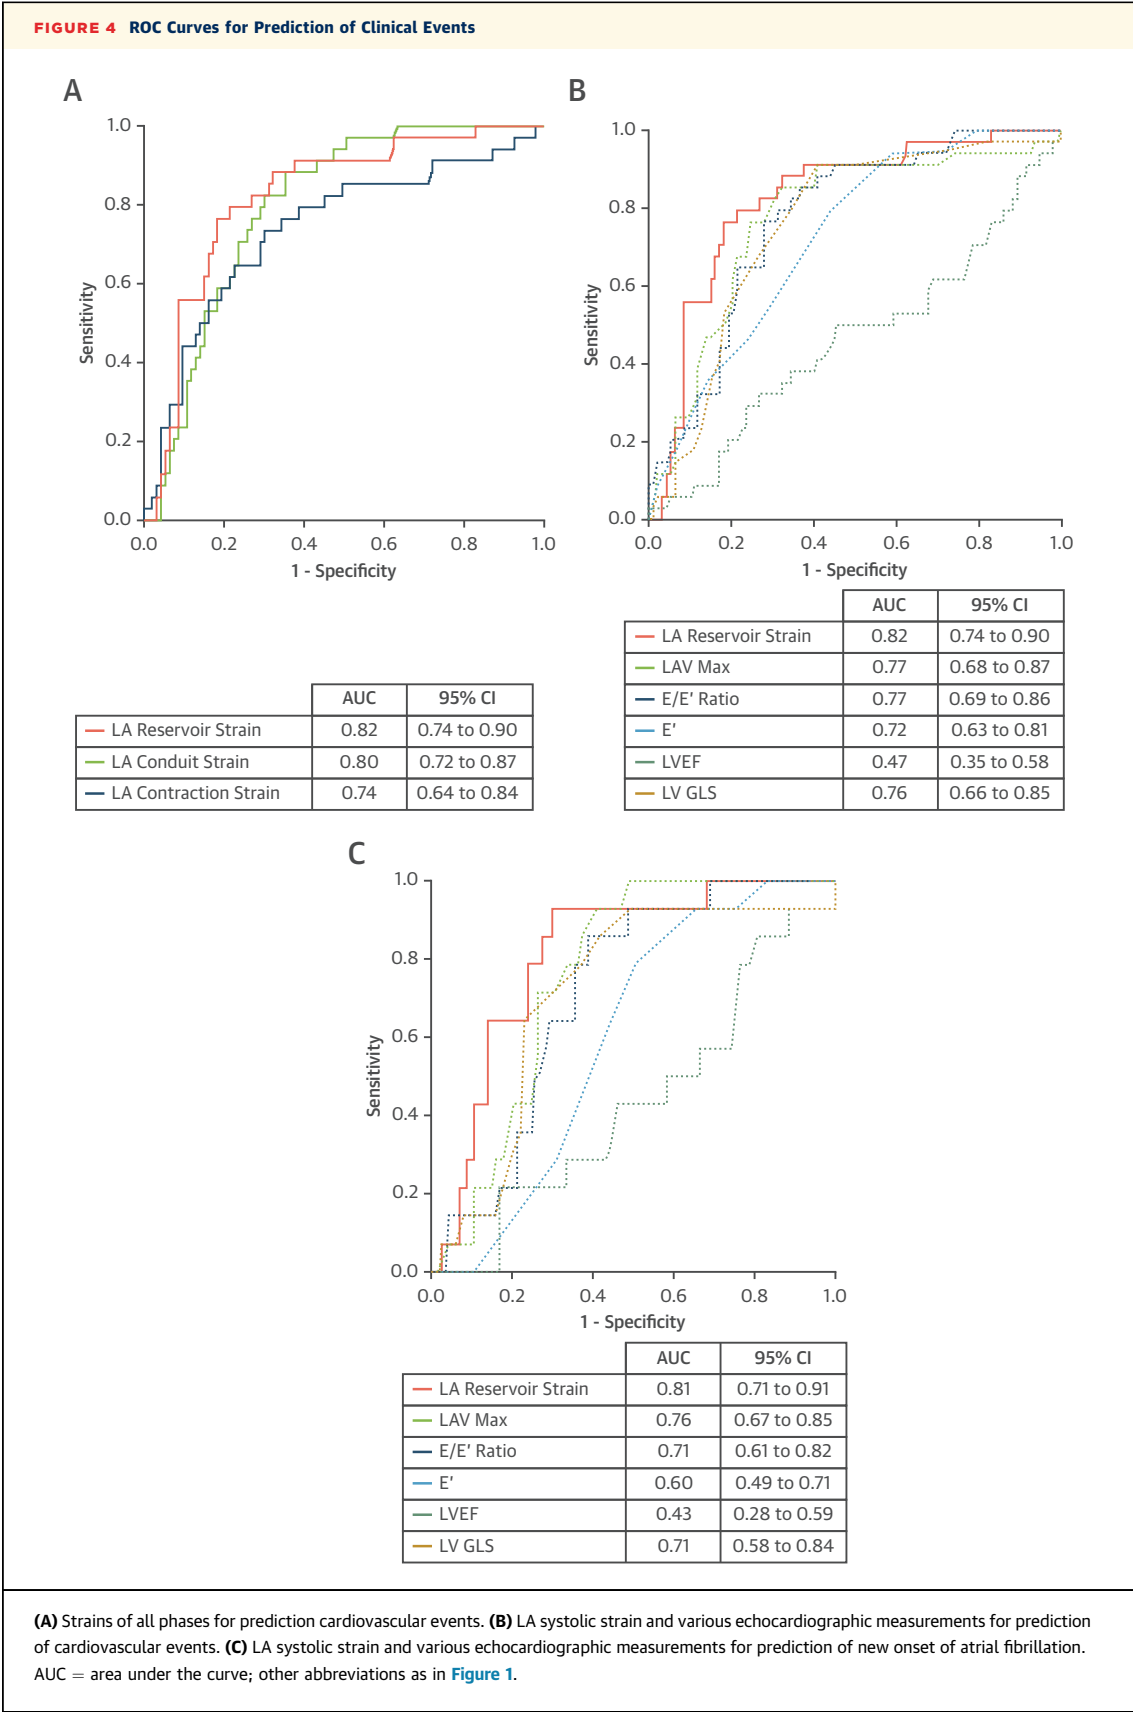 FIGURE 4 ROC Curves for Prediction of Clinical Events
A
1.0
0.8
0.6
0.4
0.2
0.0
Sensitivity
0.0 0.2 0.4 0.6 0.8 1.0
1 - Specificity
AUC 95% CI
LA Reservoir Strain 0.82 0.74 to 0.90
LA Conduit Strain 0.80 0.72 to 0.87
LA Contraction Strain 0.74 0.64 to 0.84
B
1.0
0.8
0.6
0.4
0.2
0.0
Sensitivity
0.0 0.2 0.4 0.6 0.8 1.0
1 - Specificity
AUC 95% CI
LA Reservoir Strain 0.82 0.74 to 0.90
LAV Max 0.77 0.68 to 0.87
E/E′ Ratio 0.77 0.69 to 0.86
E′ 0.72 0.63 to 0.81
LVEF 0.47 0.35 to 0.58
LV GLS 0.76 0.66 to 0.85
C
1.0
0.8
0.6
0.4
0.2
0.0
Sensitivity
0.0 0.2 0.4 0.6 0.8 1.0
1 - Specificity
AUC 95% CI
LA Reservoir Strain 0.81 0.71 to 0.91
LAV Max 0.76 0.67 to 0.85
E/E′ Ratio 0.71 0.61 to 0.82
E′ 0.60 0.49 to 0.71
LVEF 0.43 0.28 to 0.59
LV GLS 0.71 0.58 to 0.84
(A) Strains of all phases for prediction cardiovascular events. (B) LA systolic strain and various echocardiographic measurements for prediction
of cardiovascular events. (C) LA systolic strain and various echocardiographic measurements for prediction of new onset of atrial fibrillation.
AUC = area under the curve; other abbreviations as in Figure 1.